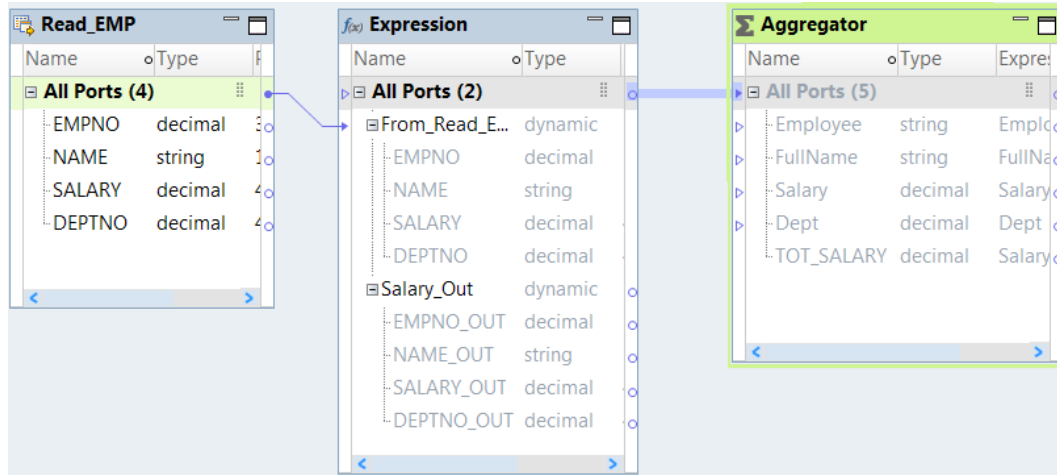 Read_EMP
Name Type
All Ports (4)
EMPNO decimal
NAME string
SALARY decimal
DEPTNO decimal
f(x) Expression
Name Type
All Ports (2)
From_Read_E... dynamic
EMPNO decimal
NAME string
SALARY decimal
DEPTNO decimal
Salary_Out dynamic
EMPNO_OUT decimal
NAME_OUT string
SALARY_OUT decimal
DEPTNO_OUT decimal
Σ Aggregator
Name Type Expres
All Ports (5)
Employee string Emplo
FullName string FullNa
Salary decimal Salary
Dept decimal Dept
TOT_SALARY decimal Salary